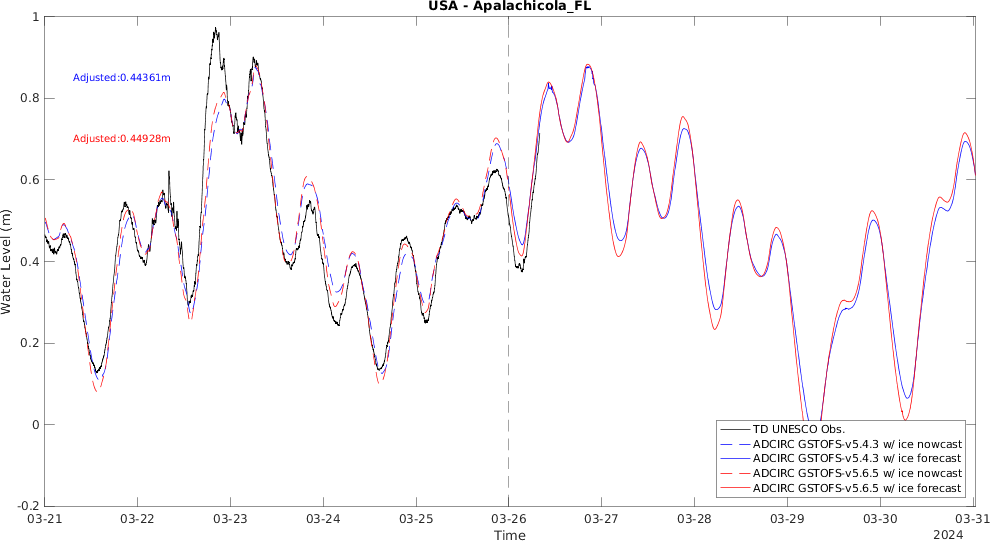 USA - Apalachicola_FL
1
0.8
0.6
0.4
0.2
0
-0.2
Water Level (m)
Adjusted:0.44361m
Adjusted:0.44928m
TD UNESCO Obs.
ADCIRC GSTOFS-v5.4.3 w/ ice nowcast
ADCIRC GSTOFS-v5.4.3 w/ ice forecast
ADCIRC GSTOFS-v5.6.5 w/ ice nowcast
ADCIRC GSTOFS-v5.6.5 w/ ice forecast
03-21 03-22 03-23 03-24 03-25 03-26 03-27 03-28 03-29 03-30 03-31
Time
2024